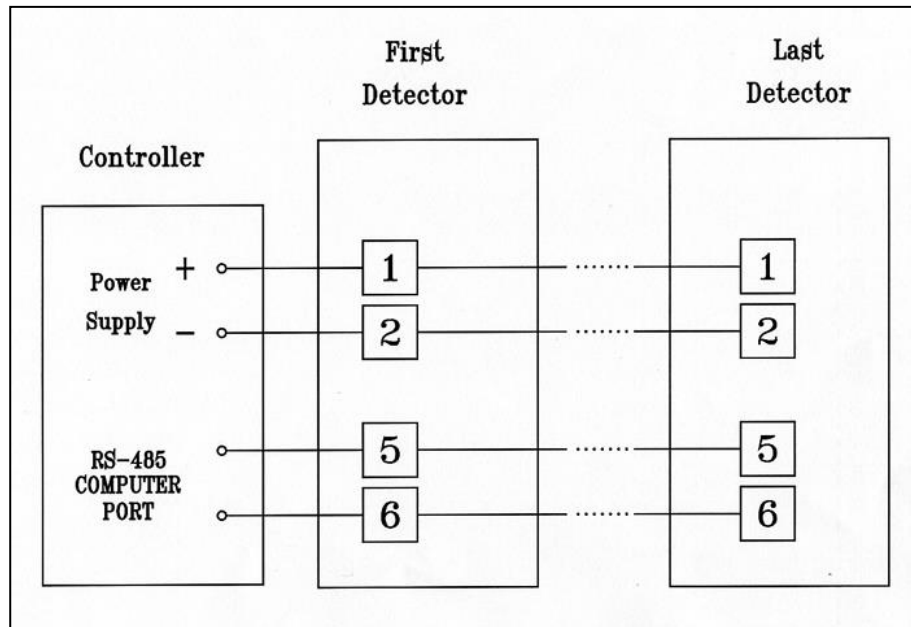 First
Detector
Last
Detector
Controller
Power
Supply
+
−
1
2
5
6
1
2
5
6
RS-485
COMPUTER
PORT